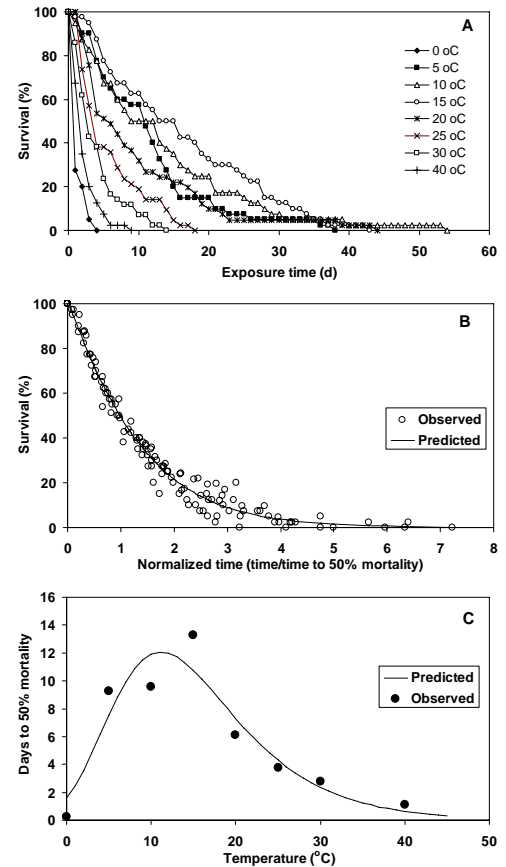 A
100
80
60
40
20
0
Survival (%)
0 oC
5 oC
10 oC
15 oC
20 oC
25 oC
30 oC
40 oC
0 10 20 30 40 50 60
Exposure time (d)
B
100
80
60
40
20
0
Survival (%)
Observed
Predicted
0 1 2 3 4 5 6 7 8
Normalized time (time/time to 50% mortality)
C
16
14
12
10
8
6
4
2
0
Days to 50% mortality
Predicted
Observed
0 10 20 30 40 50
Temperature (°C)